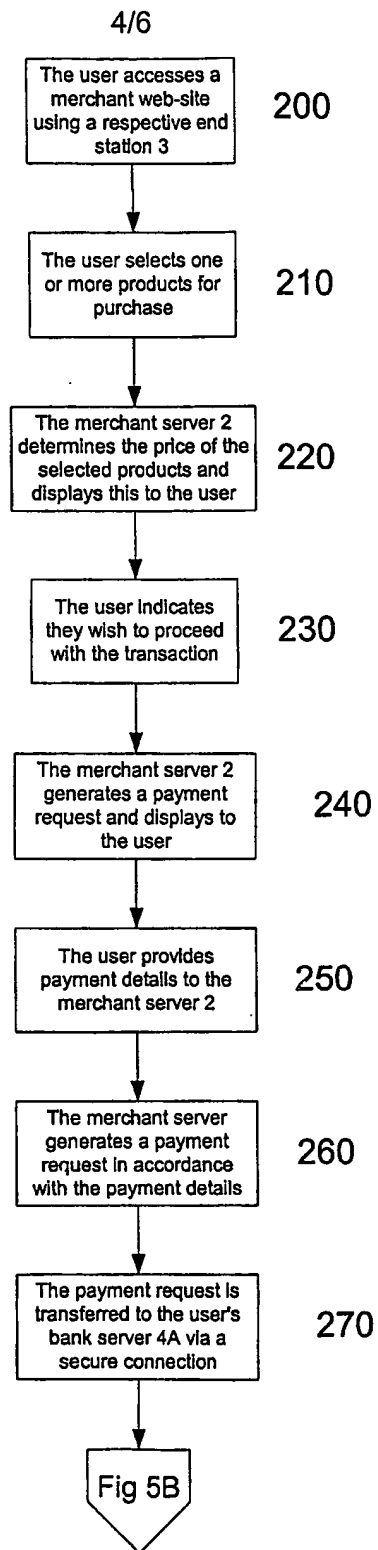 4/6
The user accesses a
merchant web-site
using a respective end
station 3
200
The user selects one
or more products for
purchase
210
The merchant server 2
determines the price of the
selected products and
displays this to the user
220
The user indicates
they wish to proceed
with the transaction
230
The merchant server 2
generates a payment
request and displays to
the user
240
The user provides
payment details to the
merchant server 2
250
The merchant server
generates a payment
request in accordance
with the payment details
260
The payment request is
transferred to the user's
bank server 4A via a
secure connection
270
Fig 5B